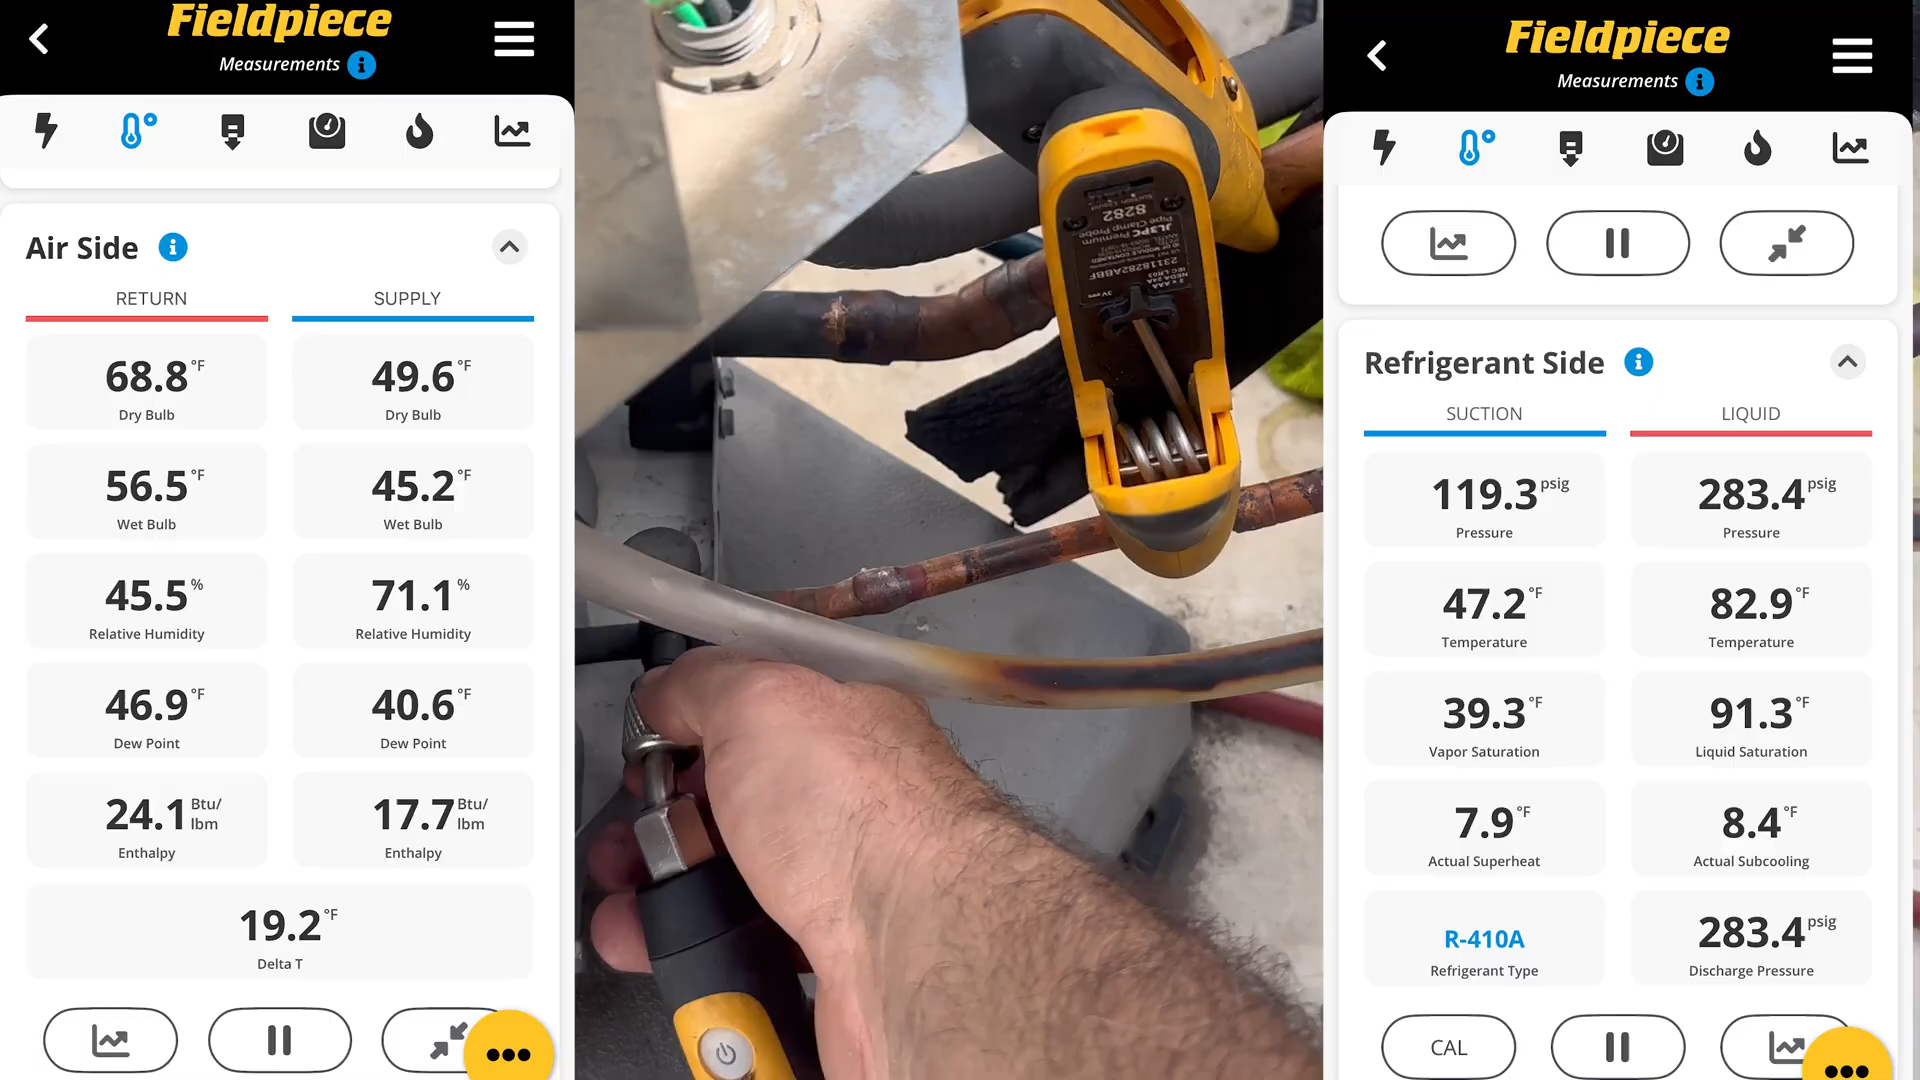 Fieldpiece
Measurements
Air Side
RETURN
SUPPLY
68.8 °F
Dry Bulb
49.6 °F
Dry Bulb
56.5 °F
Wet Bulb
45.2 °F
Wet Bulb
45.5 %
Relative Humidity
71.1 %
Relative Humidity
46.9 °F
Dew Point
40.6 °F
Dew Point
24.1 Btu/lbm
Enthalpy
17.7 Btu/lbm
Enthalpy
19.2 °F
Delta T
8282
JL3PC Premium
Pipe Clamp Probe
23118282ABBF
Fieldpiece
Measurements
Refrigerant Side
SUCTION
LIQUID
119.3 psig
Pressure
283.4 psig
Pressure
47.2 °F
Temperature
82.9 °F
Temperature
39.3 °F
Vapor Saturation
91.3 °F
Liquid Saturation
7.9 °F
Actual Superheat
8.4 °F
Actual Subcooling
R-410A
Refrigerant Type
283.4 psig
Discharge Pressure
CAL